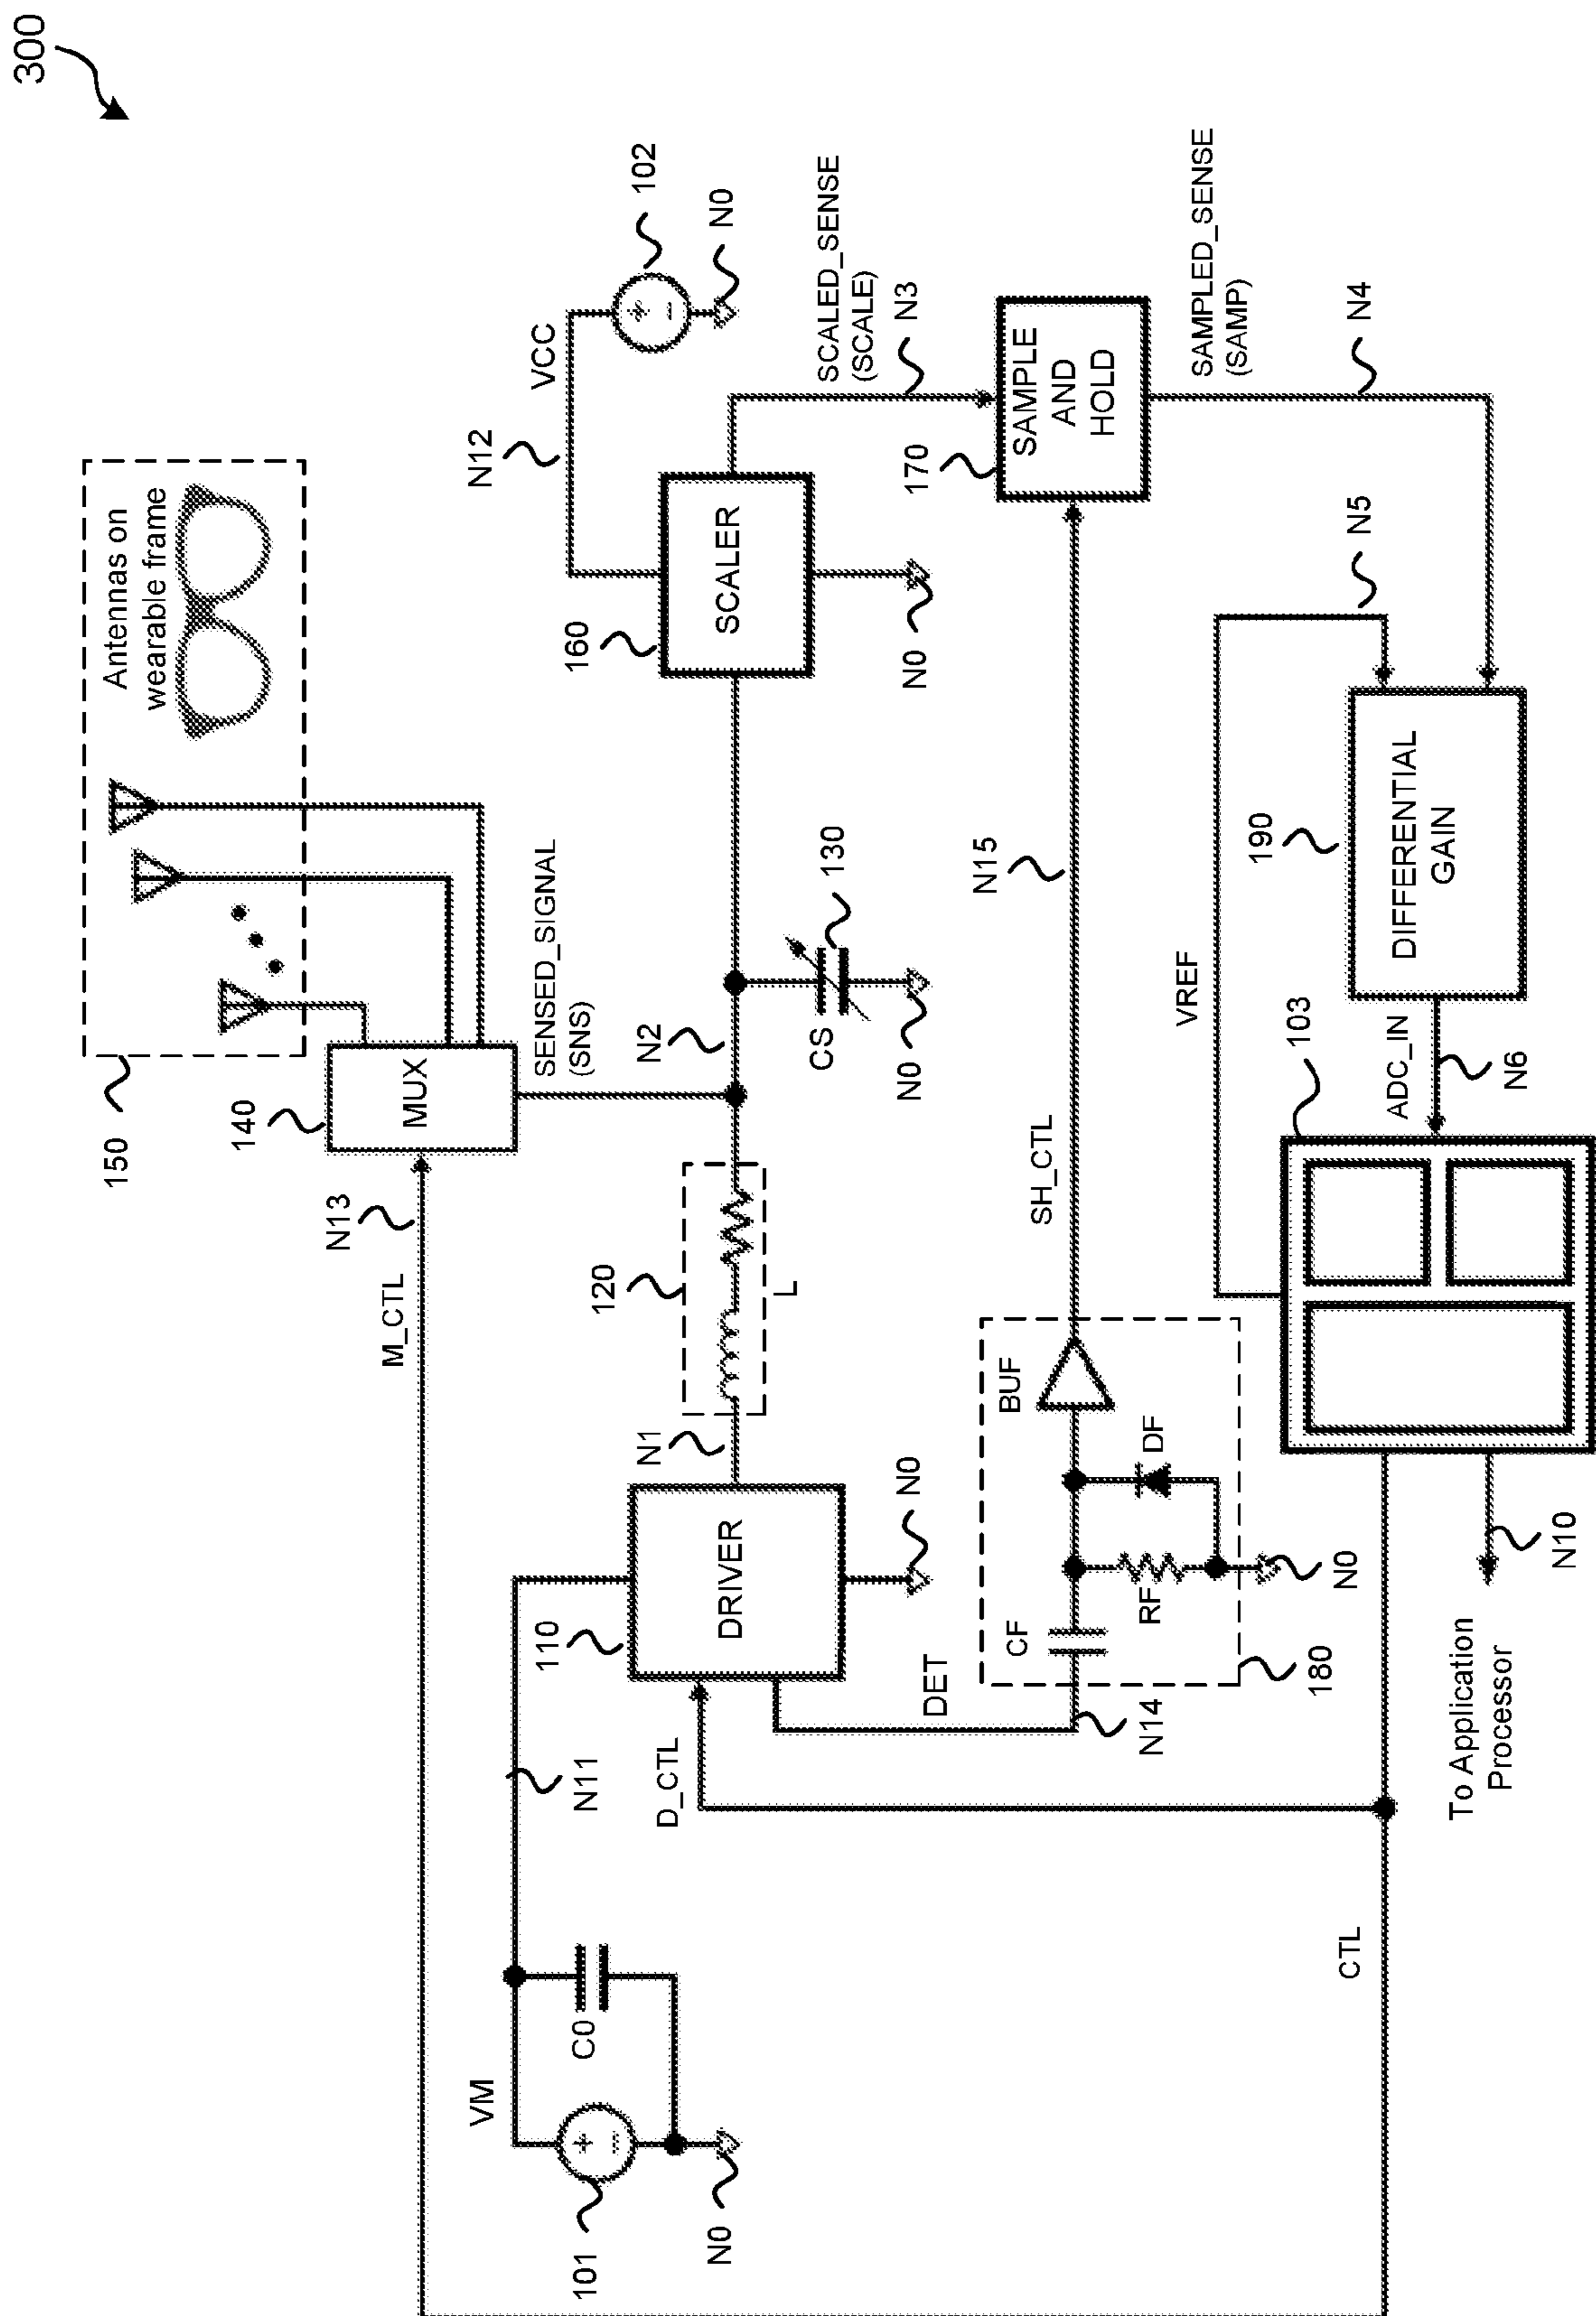 300
Antennas on
wearable frame
150
140
MUX
N13
M_CTL
SENSED_SIGNAL
(SNS)
VCC
N12
102
+
−
N0
SCALER
160
N0
SCALED_SENSE
(SCALE)
N3
N2
CS
130
N0
120
L
N1
DRIVER
110
N0
N11
VM
C0
+
−
101
N0
D_CTL
DET
N14
180
CF
RF
DF
BUF
N0
SH_CTL
N15
SAMPLE
AND
HOLD
170
SAMPLED_SENSE
(SAMP)
N4
N5
VREF
DIFFERENTIAL
GAIN
190
ADC_IN
N6
103
N10
To Application
Processor
CTL